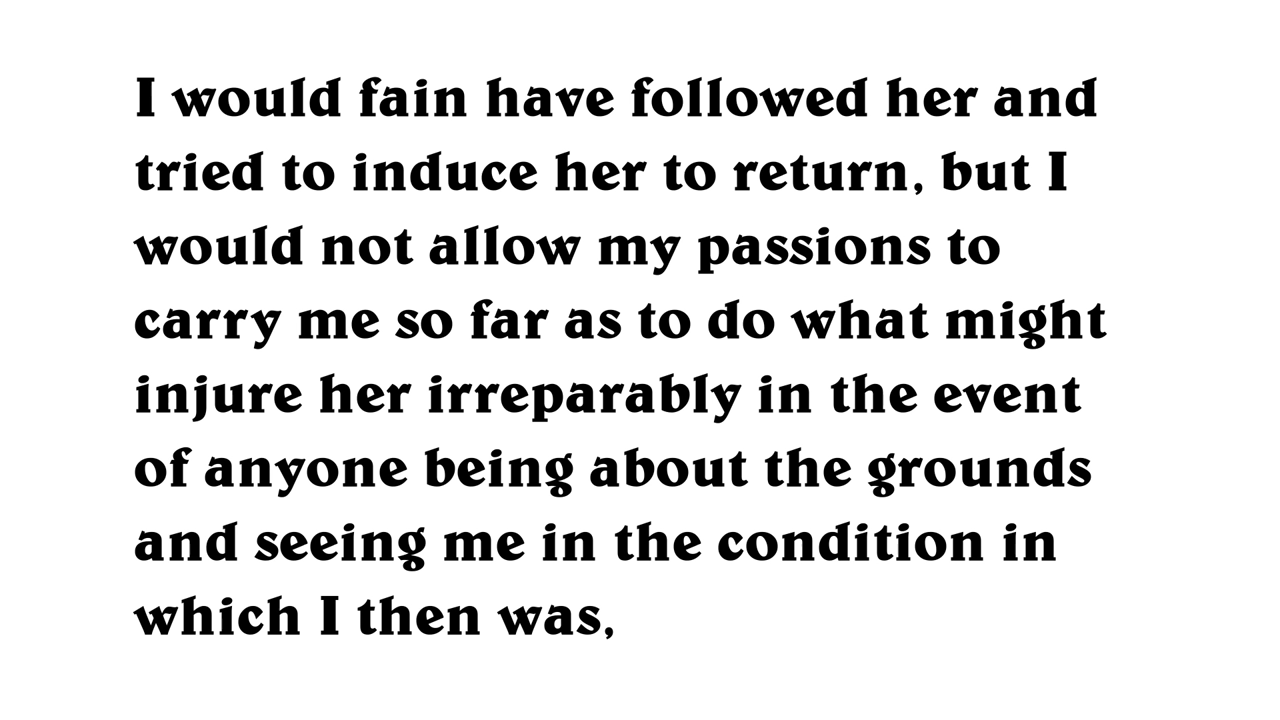 I would fain have followed her and
tried to induce her to return, but I
would not allow my passions to
carry me so far as to do what might
injure her irreparably in the event
of anyone being about the grounds
and seeing me in the condition in
which I then was,